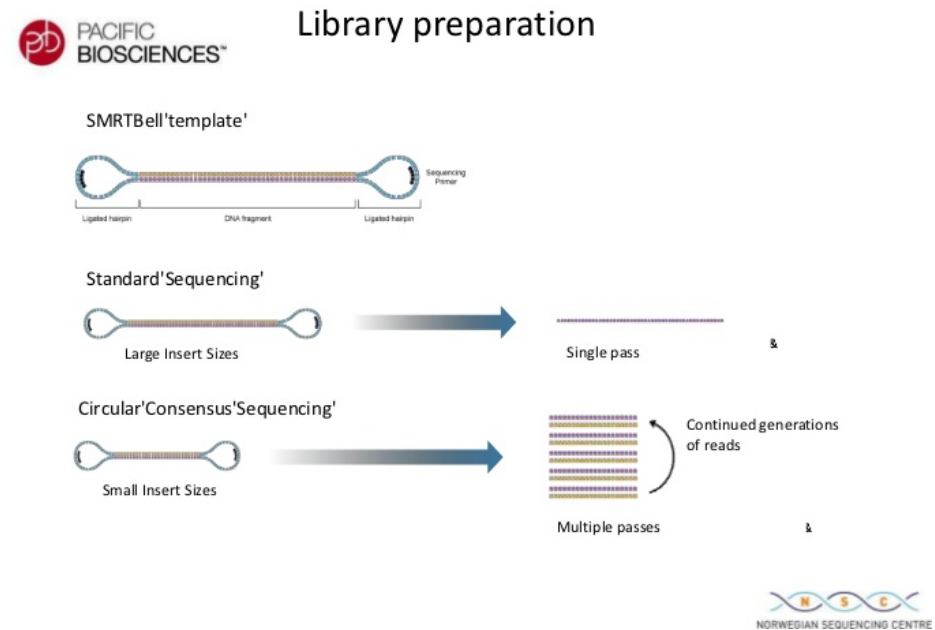 PACIFIC
BIOSCIENCES™
Library preparation
SMRTBell'template'
Sequencing
Primer
Ligated hairpin
DNA fragment
Ligated hairpin
Standard'Sequencing'
Large Insert Sizes
Single pass
&
Circular'Consensus'Sequencing'
Small Insert Sizes
Continued generations
of reads
Multiple passes
&
N S C
NORWEGIAN SEQUENCING CENTRE